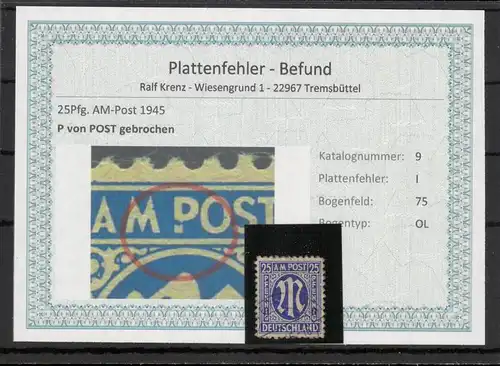 Plattenfehler - Befund
Ralf Krenz - Wiesengrund 1 - 22967 Tremsbüttel
25Pfg. AM-Post 1945
P von POST gebrochen
Katalognummer: 9
Plattenfehler: I
Bogenfeld: 75
Bogentyp: OL
AM POST
25 AM POST 25
M
DEUTSCHLAND